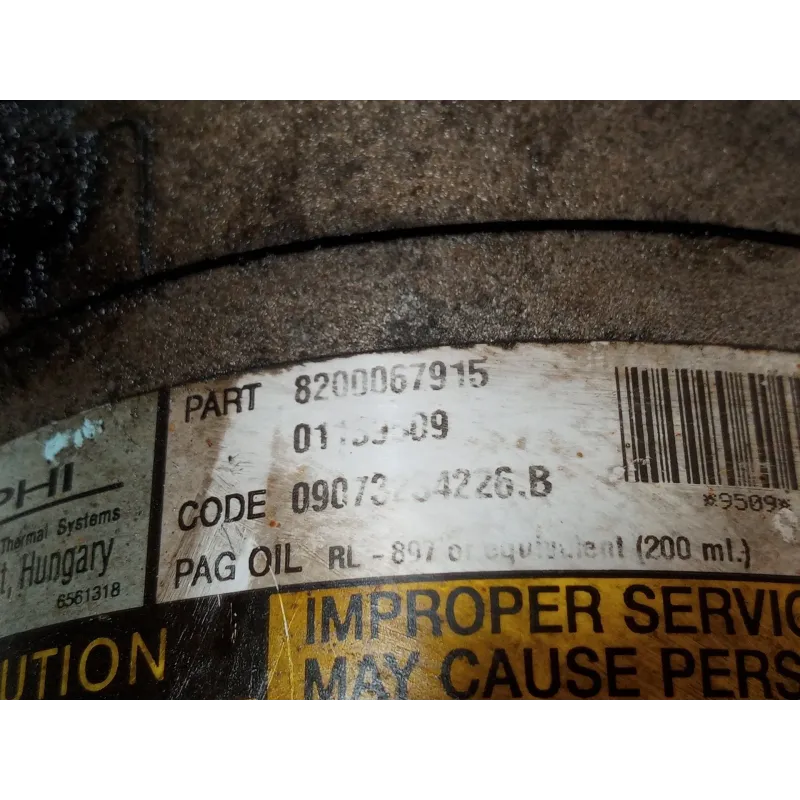 PART 8200067915
CODE
PAG OIL RL - 897 or equivalent (200 ml.)
*9509*
PHI
Thermal Systems
t, Hungary
6561318
UTION
IMPROPER SERVIC
MAY CAUSE PERS